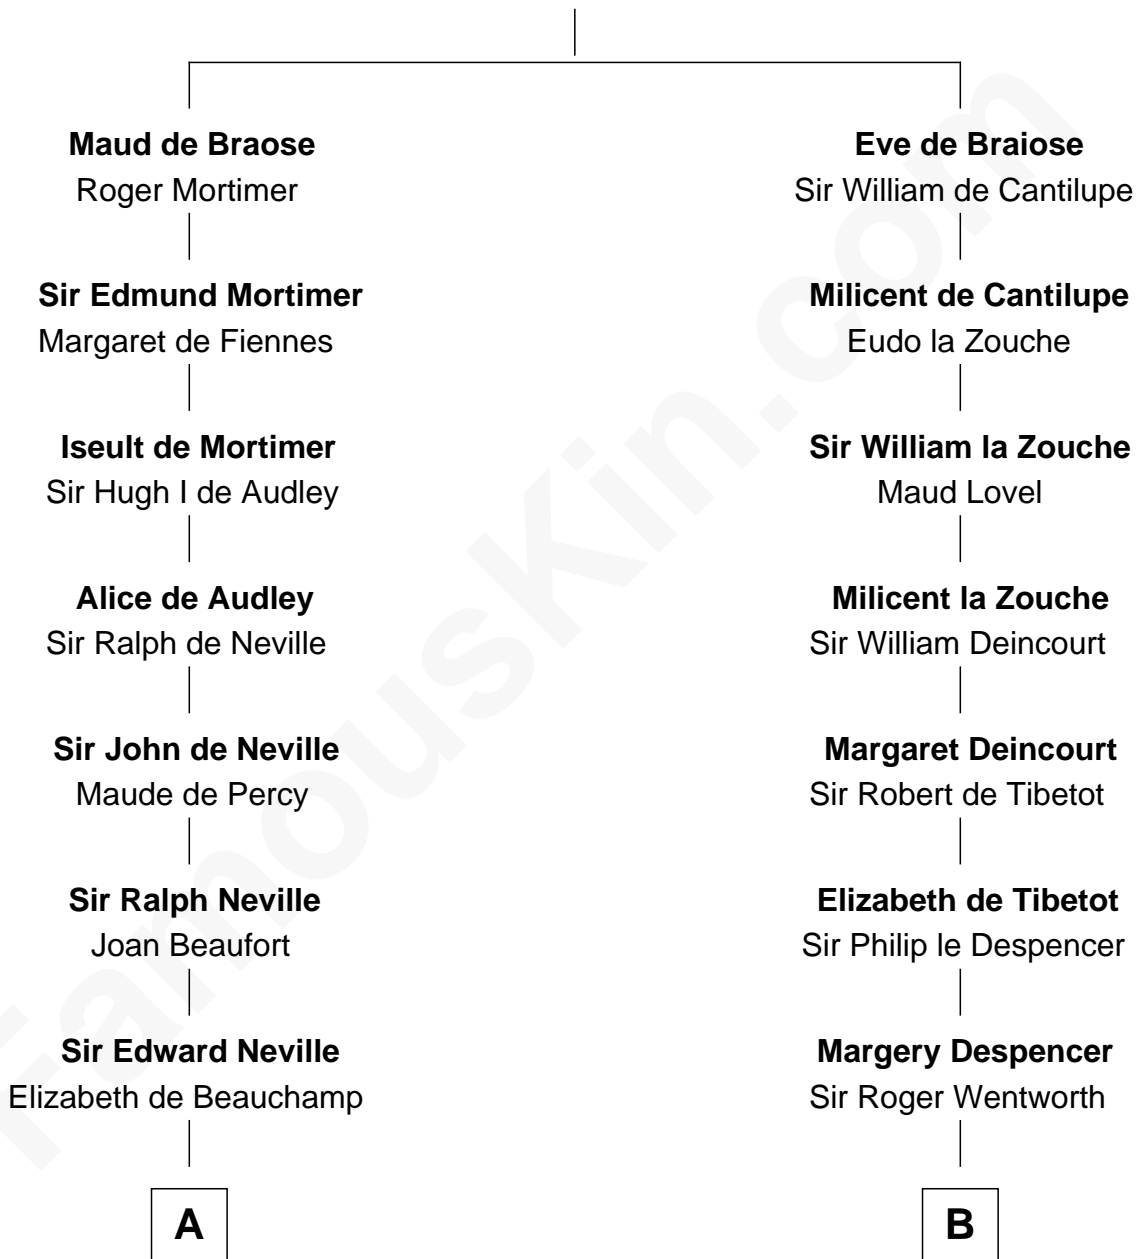 Maud de Braose
Roger Mortimer
Sir Edmund Mortimer
Margaret de Fiennes
Iseult de Mortimer
Sir Hugh I de Audley
Alice de Audley
Sir Ralph de Neville
Sir John de Neville
Maude de Percy
Sir Ralph Neville
Joan Beaufort
Sir Edward Neville
Elizabeth de Beauchamp
A
Eve de Braiose
Sir William de Cantilupe
Milicent de Cantilupe
Eudo la Zouche
Sir William la Zouche
Maud Lovel
Milicent la Zouche
Sir William Deincourt
Margaret Deincourt
Sir Robert de Tibetot
Elizabeth de Tibetot
Sir Philip le Despencer
Margery Despencer
Sir Roger Wentworth
B
FamousKin.com